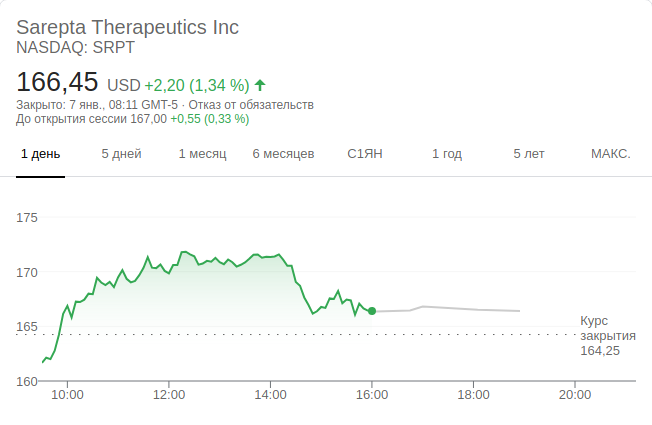 Sarepta Therapeutics Inc
NASDAQ: SRPT
166,45 USD +2,20 (1,34 %)
Закрыто: 7 янв., 08:11 GMT-5 · Отказ от обязательств
До открытия сессии 167,00 +0,55 (0,33 %)
1 день 5 дней 1 месяц 6 месяцев С1ЯН 1 год 5 лет МАКС.
175
170
165
160
Курс
закрытия
164,25
10:00 12:00 14:00 16:00 18:00 20:00